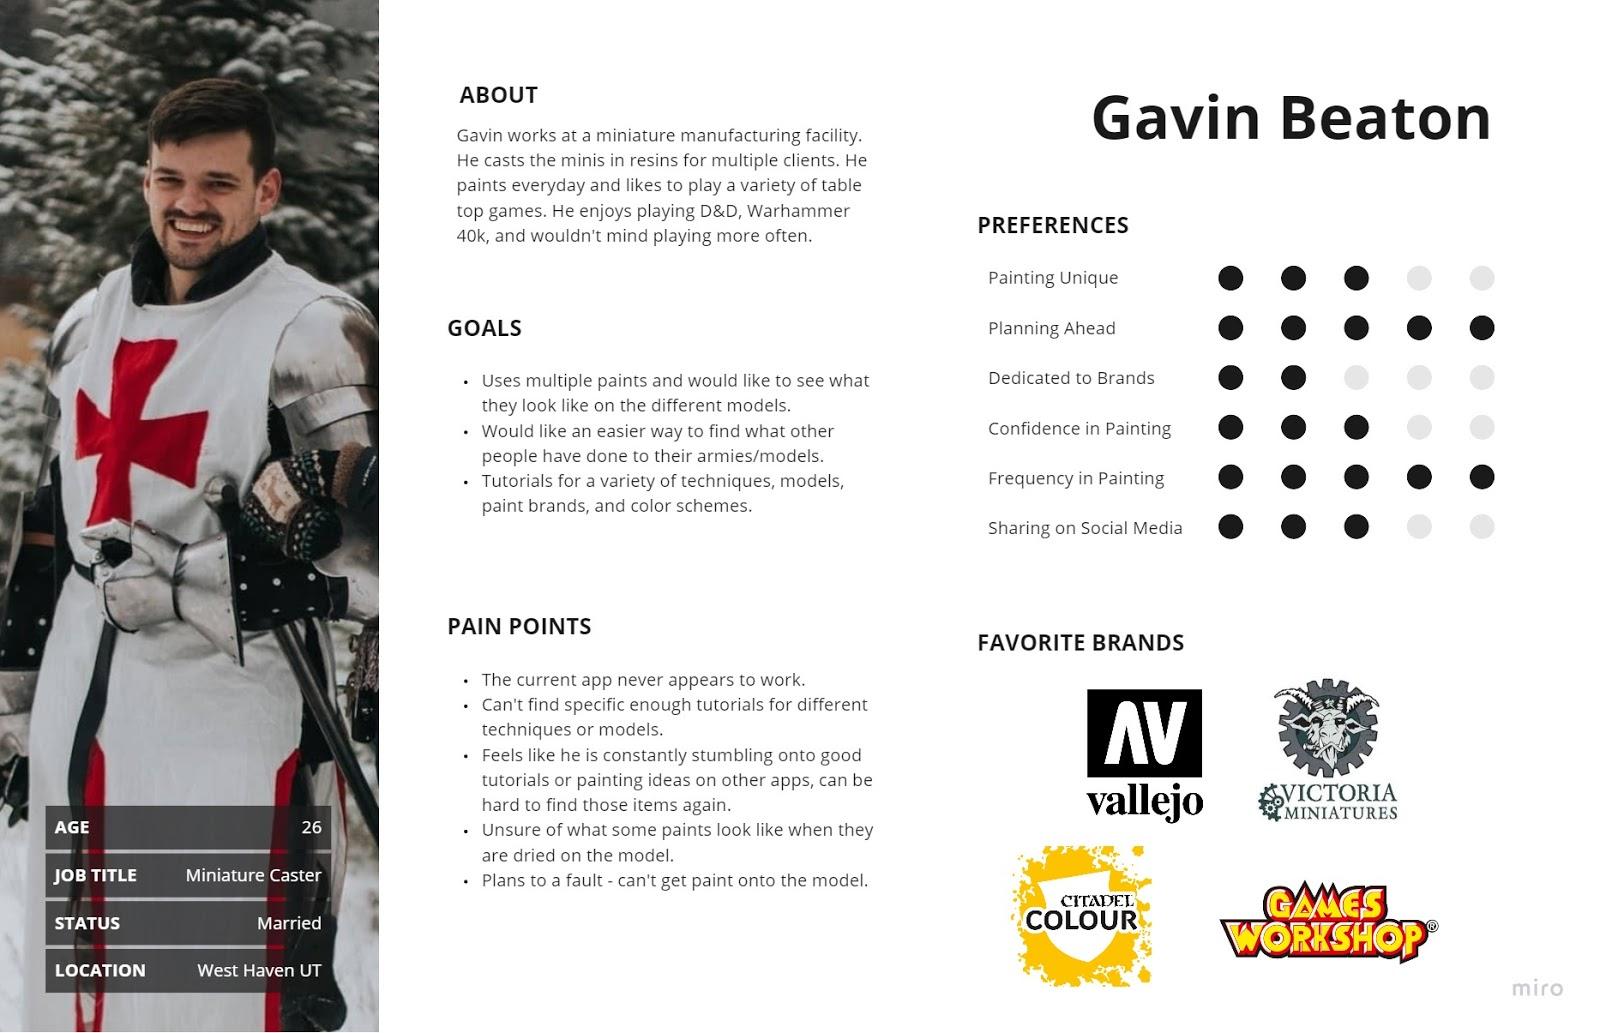 ABOUT
Gavin works at a miniature manufacturing facility.
He casts the minis in resins for multiple clients. He
paints everyday and likes to play a variety of table
top games. He enjoys playing D&D, Warhammer
40k, and wouldn't mind playing more often.
GOALS
• Uses multiple paints and would like to see what
they look like on the different models.
• Would like an easier way to find what other
people have done to their armies/models.
• Tutorials for a variety of techniques, models,
paint brands, and color schemes.
PAIN POINTS
• The current app never appears to work.
• Can't find specific enough tutorials for different
techniques or models.
• Feels like he is constantly stumbling onto good
tutorials or painting ideas on other apps, can be
hard to find those items again.
• Unsure of what some paints look like when they
are dried on the model.
• Plans to a fault - can't get paint onto the model.
AGE 26
JOB TITLE Miniature Caster
STATUS Married
LOCATION West Haven UT
Gavin Beaton
PREFERENCES
Painting Unique
Planning Ahead
Dedicated to Brands
Confidence in Painting
Frequency in Painting
Sharing on Social Media
FAVORITE BRANDS
AV
vallejo
VICTORIA
MINIATURES
CITADEL
COLOUR
GAMES
WORKSHOP®
miro